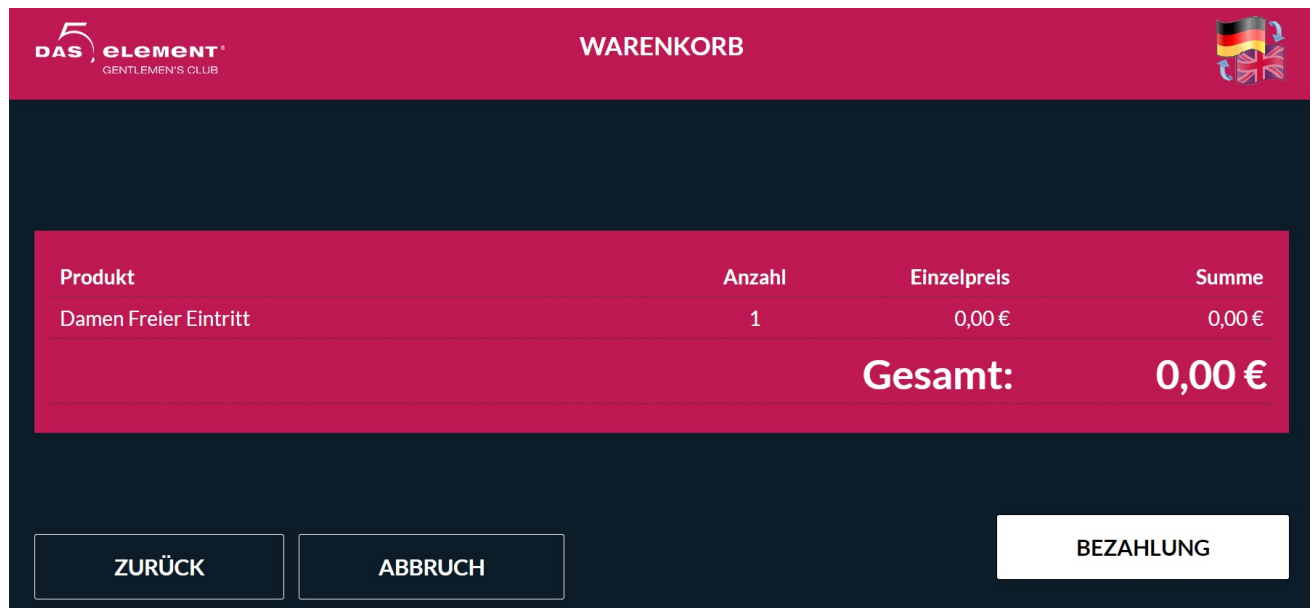 DAS 5 ELEMENT®
GENTLEMEN'S CLUB
WARENKORB
Produkt Anzahl Einzelpreis Summe
Damen Freier Eintritt 1 0,00 € 0,00 €
Gesamt: 0,00 €
ZURÜCK ABBRUCH BEZAHLUNG